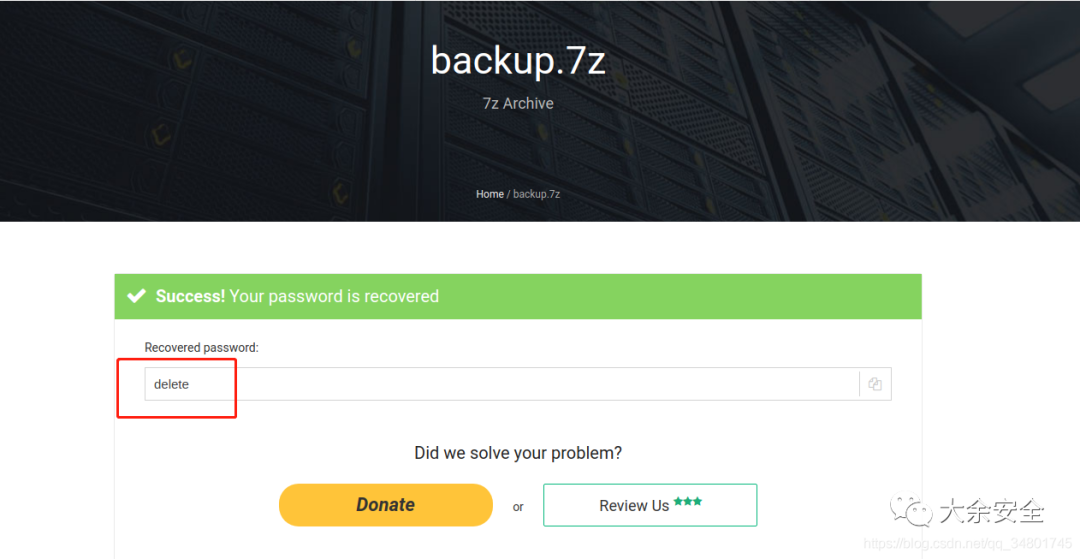 backup.7z
7z Archive
Home / backup.7z
Success! Your password is recovered
Recovered password:
delete
Did we solve your problem?
Donate or Review Us
大余安全
https://blog.csdn.net/qq_34801745